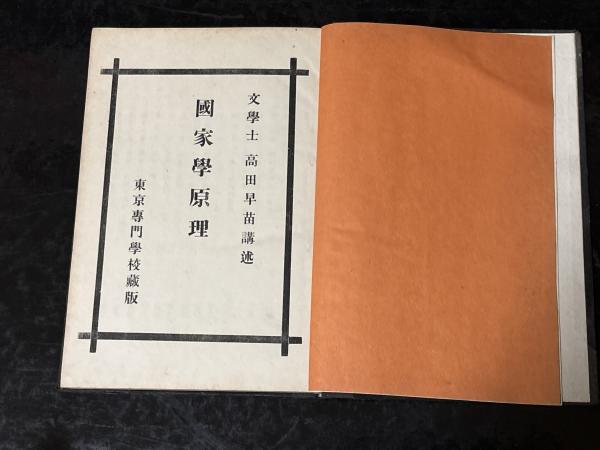 文學士 高田早苗講述
國家學原理
東京專門學校藏版